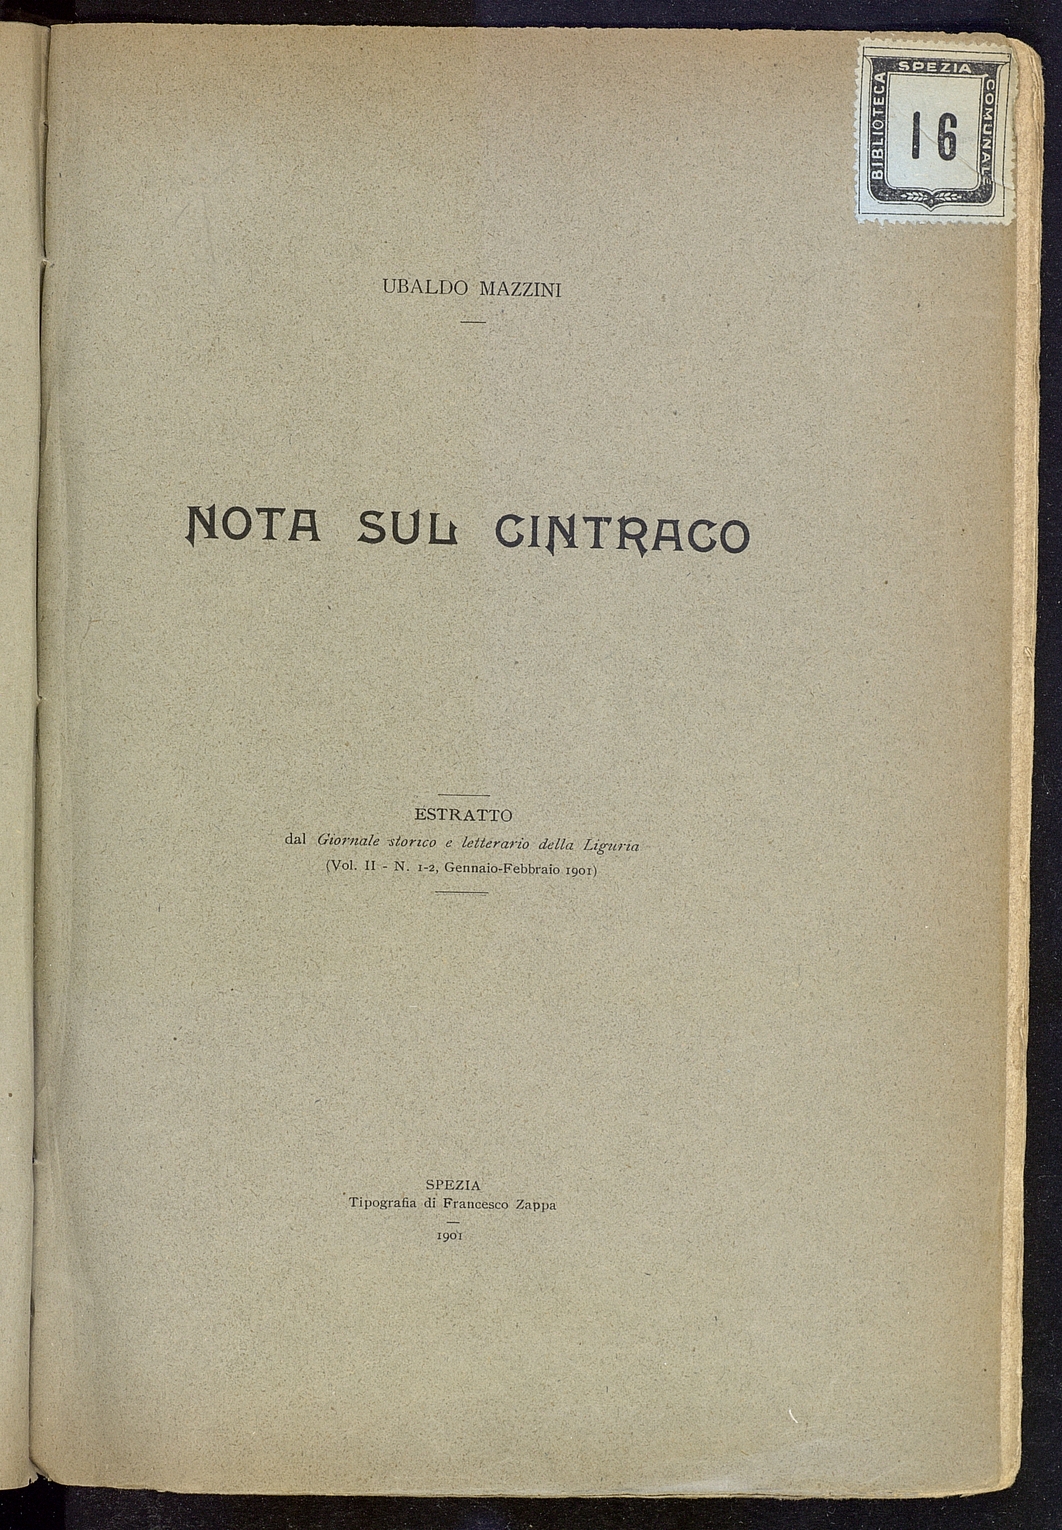 BIBLIOTECA SPEZIA COMUNALE
16
UBALDO MAZZINI
NOTA SUL CINTRACO
ESTRATTO
dal Giornale storico e letterario della Liguria
(Vol. II - N. 1-2, Gennaio-Febbraio 1901)
SPEZIA
Tipografia di Francesco Zappa
1901